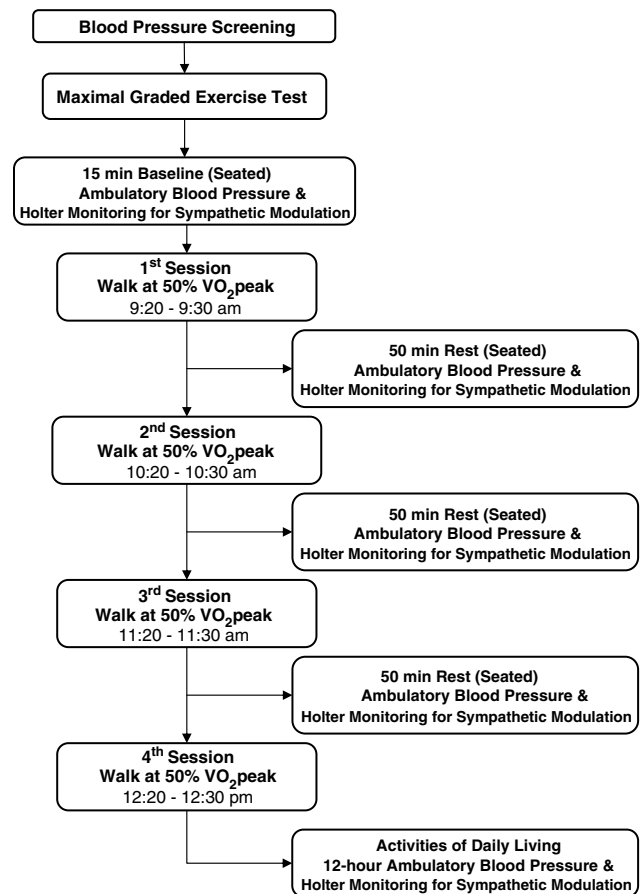 Blood Pressure Screening
Maximal Graded Exercise Test
15 min Baseline (Seated)
Ambulatory Blood Pressure &
Holter Monitoring for Sympathetic Modulation
1st Session
Walk at 50% VO2peak
9:20 - 9:30 am
50 min Rest (Seated)
Ambulatory Blood Pressure &
Holter Monitoring for Sympathetic Modulation
2nd Session
Walk at 50% VO2peak
10:20 - 10:30 am
50 min Rest (Seated)
Ambulatory Blood Pressure &
Holter Monitoring for Sympathetic Modulation
3rd Session
Walk at 50% VO2peak
11:20 - 11:30 am
50 min Rest (Seated)
Ambulatory Blood Pressure &
Holter Monitoring for Sympathetic Modulation
4th Session
Walk at 50% VO2peak
12:20 - 12:30 pm
Activities of Daily Living
12-hour Ambulatory Blood Pressure &
Holter Monitoring for Sympathetic Modulation